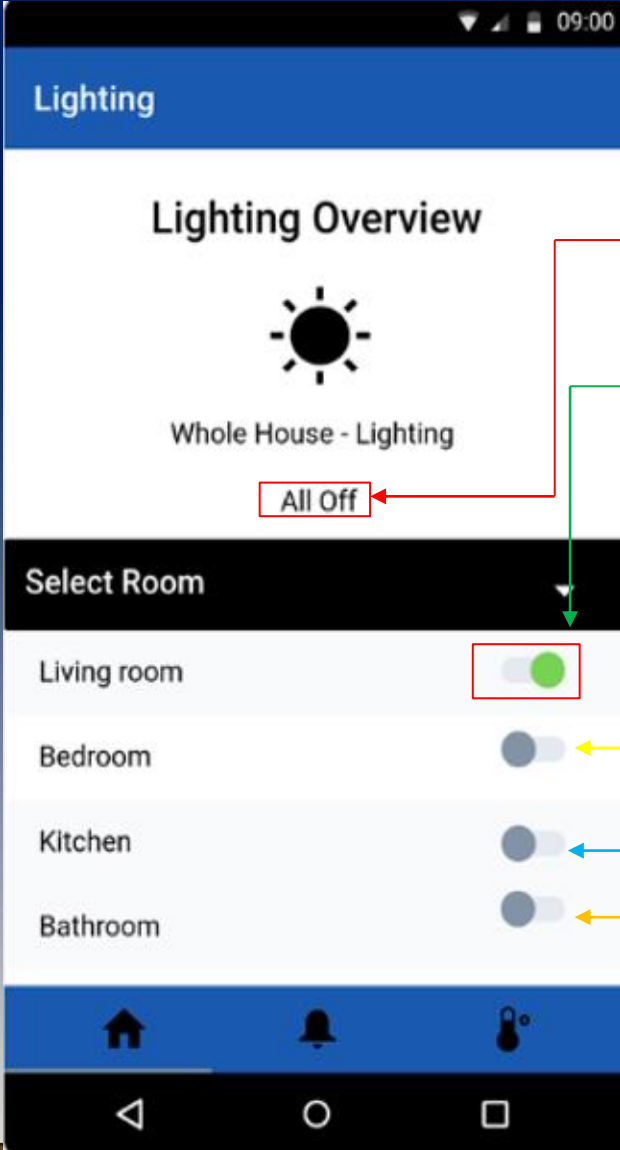 09:00
Lighting
Lighting Overview
Whole House - Lighting
All Off
Select Room
Living room
Bedroom
Kitchen
Bathroom